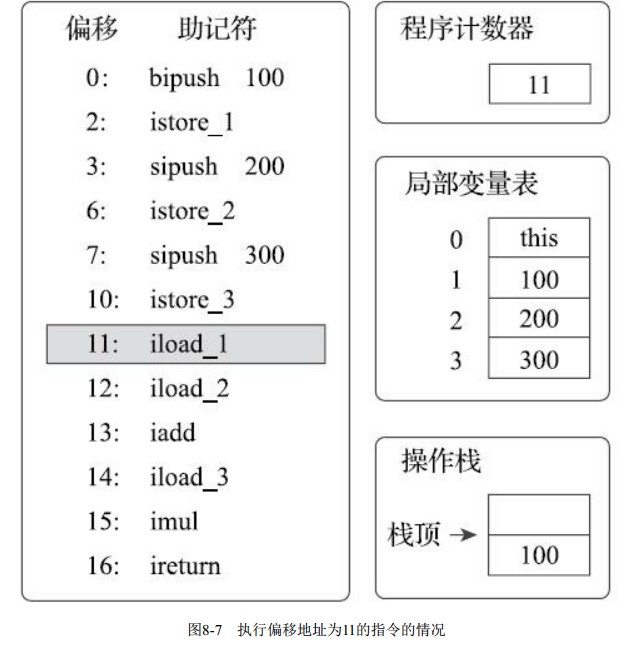 偏移 助记符
0: bipush 100
2: istore_1
3: sipush 200
6: istore_2
7: sipush 300
10: istore_3
11: iload_1
12: iload_2
13: iadd
14: iload_3
15: imul
16: ireturn
程序计数器
11
局部变量表
0 this
1 100
2 200
3 300
操作栈
栈顶
100
图8-7 执行偏移地址为11的指令的情况